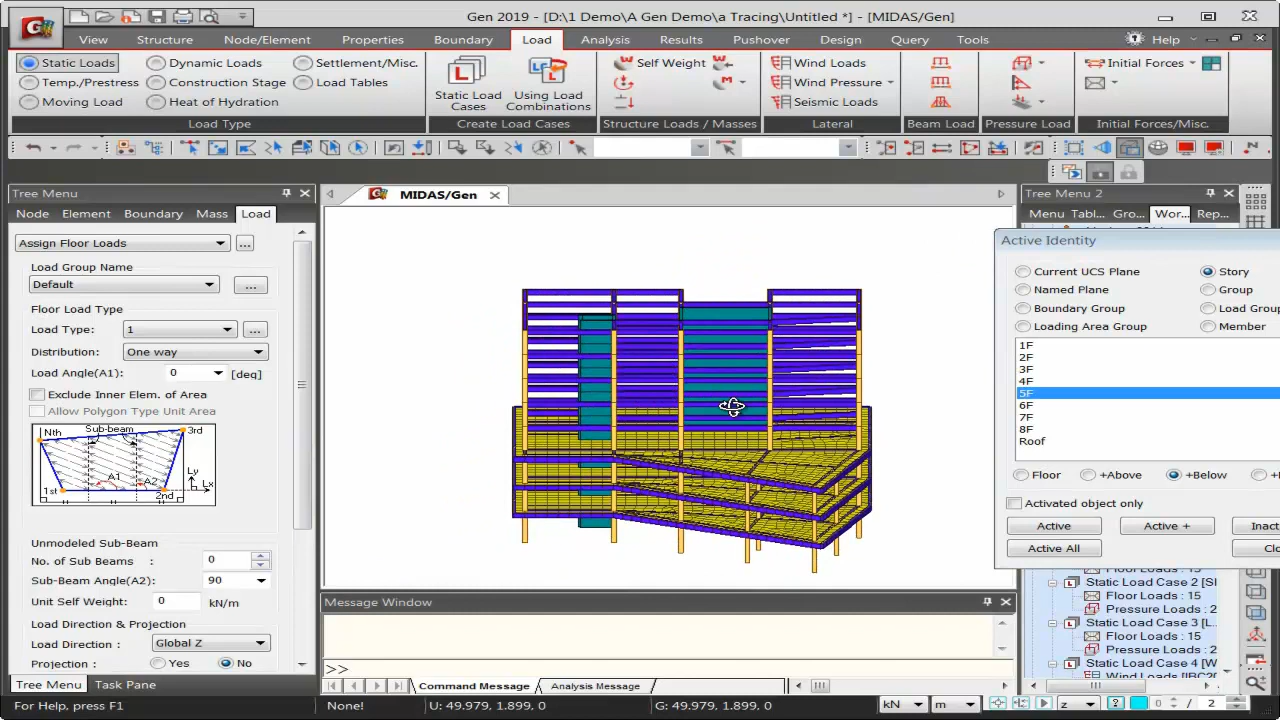 Gen 2019 - [D:\1 Demo\A Gen Demo\a Tracing\Untitled *] - [MIDAS/Gen]
View Structure Node/Element Properties Boundary Load Analysis Results Pushover Design Query Tools Help
Static Loads Dynamic Loads Settlement/Misc.
Temp./Prestress Construction Stage Load Tables
Moving Load Heat of Hydration
Load Type
Static Load Cases
Using Load Combinations
Create Load Cases
Self Weight
Structure Loads / Masses
Wind Loads
Wind Pressure
Seismic Loads
Lateral
Beam Load
Pressure Load
Initial Forces
Initial Forces/Misc.
Tree Menu
Node Element Boundary Mass Load
Assign Floor Loads
Load Group Name
Default
Floor Load Type
Load Type: 1
Distribution: One way
Load Angle(A1): 0 [deg]
Exclude Inner Elem. of Area
Allow Polygon Type Unit Area
Nth Sub-beam 3rd
A1 A2 Ly Lx
1st 2nd
Unmodeled Sub-Beam
No. of Sub Beams 0
Sub-Beam Angle(A2): 90
Unit Self Weight: 0 kN/m
Load Direction & Projection
Load Direction : Global Z
Projection : Yes No
Tree Menu Task Pane
MIDAS/Gen
Message Window
>>
Command Message Analysis Message
Tree Menu 2
Menu Tabl... Gro... Wor... Rep...
Active Identity
Current UCS Plane Story
Named Plane Group
Boundary Group Load Group
Loading Area Group Member
1F
2F
3F
4F
5F
6F
7F
8F
Roof
Floor +Above +Below
Activated object only
Active Active + Inact
Active All Clo
Floor Loads : 15
Static Load Case 2 [SI
Floor Loads : 15
Pressure Loads : 2
Static Load Case 3 [L
Floor Loads : 15
Pressure Loads : 2
Static Load Case 4 [W
For Help, press F1 None! U: 49.979, 1.899, 0 G: 49.979, 1.899, 0 kN m z 0 / 2